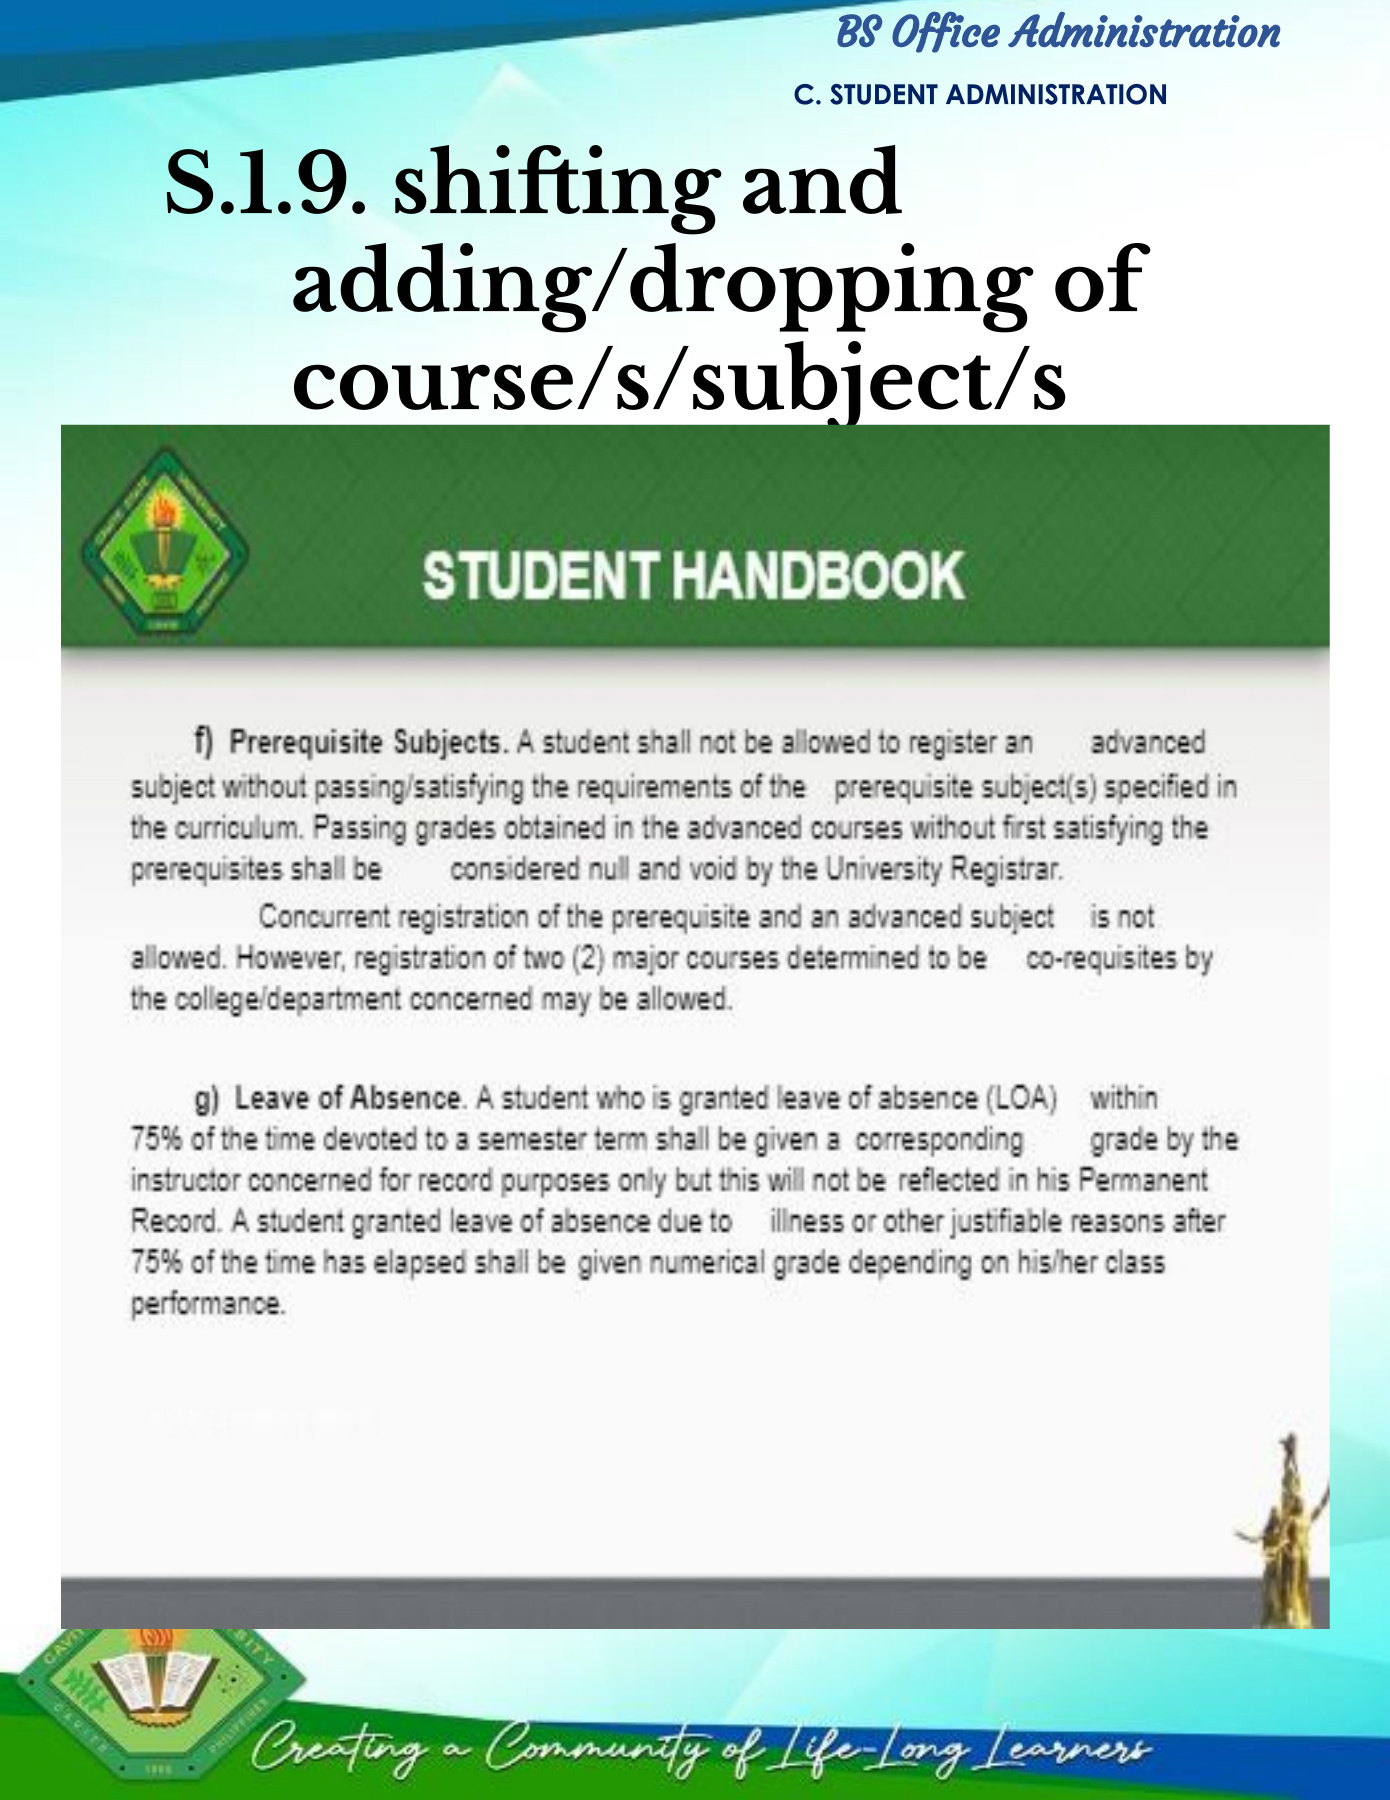 BS Office Administration
C. STUDENT ADMINISTRATION
S.1.9. shifting and
adding/dropping of
course/s/subject/s
STUDENT HANDBOOK
f) Prerequisite Subjects. A student shall not be allowed to register an advanced
subject without passing/satisfying the requirements of the prerequisite subject(s) specified in
the curriculum. Passing grades obtained in the advanced courses without first satisfying the
prerequisites shall be considered null and void by the University Registrar.
Concurrent registration of the prerequisite and an advanced subject is not
allowed. However, registration of two (2) major courses determined to be co-requisites by
the college/department concerned may be allowed.
g) Leave of Absence. A student who is granted leave of absence (LOA) within
75% of the time devoted to a semester term shall be given a corresponding grade by the
instructor concerned for record purposes only but this will not be reflected in his Permanent
Record. A student granted leave of absence due to illness or other justifiable reasons after
75% of the time has elapsed shall be given numerical grade depending on his/her class
performance.
CAVITE
PHILIPPINES
Creating a Community of Life-Long Learners